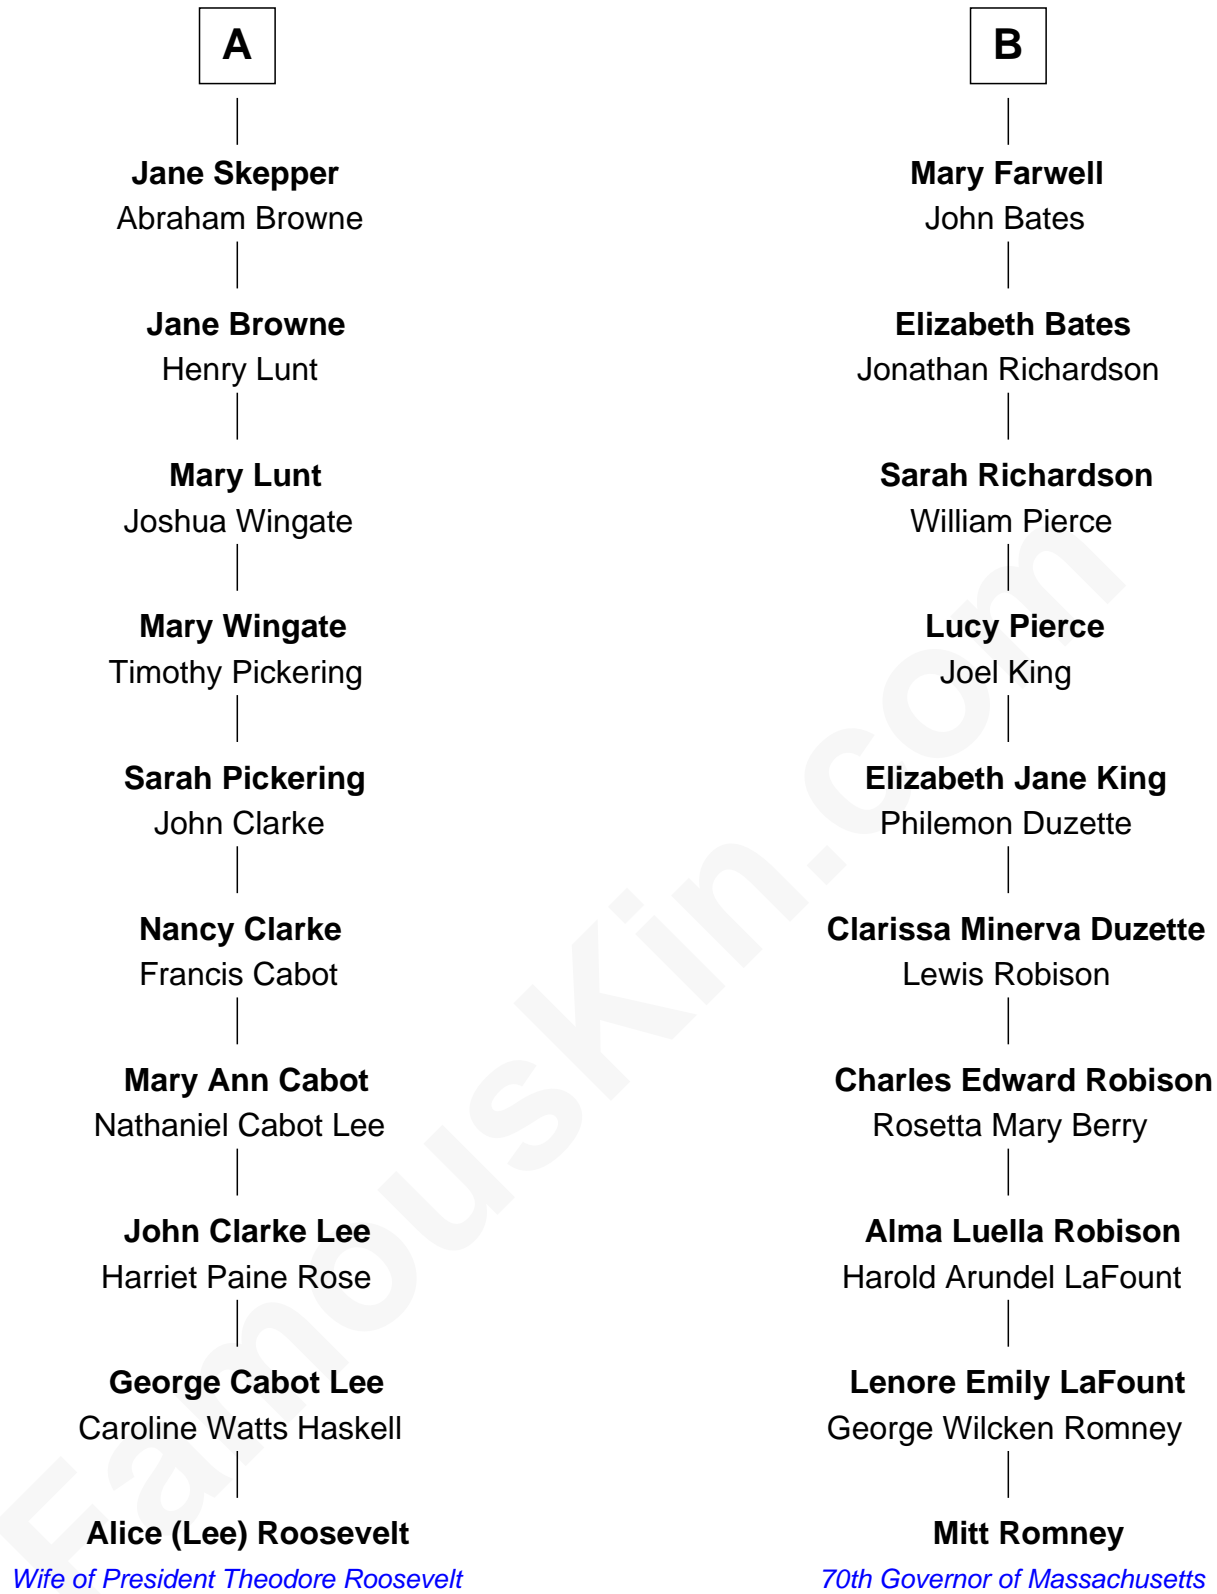 A
Jane Skepper
Abraham Browne
Jane Browne
Henry Lunt
Mary Lunt
Joshua Wingate
Mary Wingate
Timothy Pickering
Sarah Pickering
John Clarke
Nancy Clarke
Francis Cabot
Mary Ann Cabot
Nathaniel Cabot Lee
John Clarke Lee
Harriet Paine Rose
George Cabot Lee
Caroline Watts Haskell
Alice (Lee) Roosevelt
Wife of President Theodore Roosevelt
B
Mary Farwell
John Bates
Elizabeth Bates
Jonathan Richardson
Sarah Richardson
William Pierce
Lucy Pierce
Joel King
Elizabeth Jane King
Philemon Duzette
Clarissa Minerva Duzette
Lewis Robison
Charles Edward Robison
Rosetta Mary Berry
Alma Luella Robison
Harold Arundel LaFount
Lenore Emily LaFount
George Wilcken Romney
Mitt Romney
70th Governor of Massachusetts
FamousKin.com